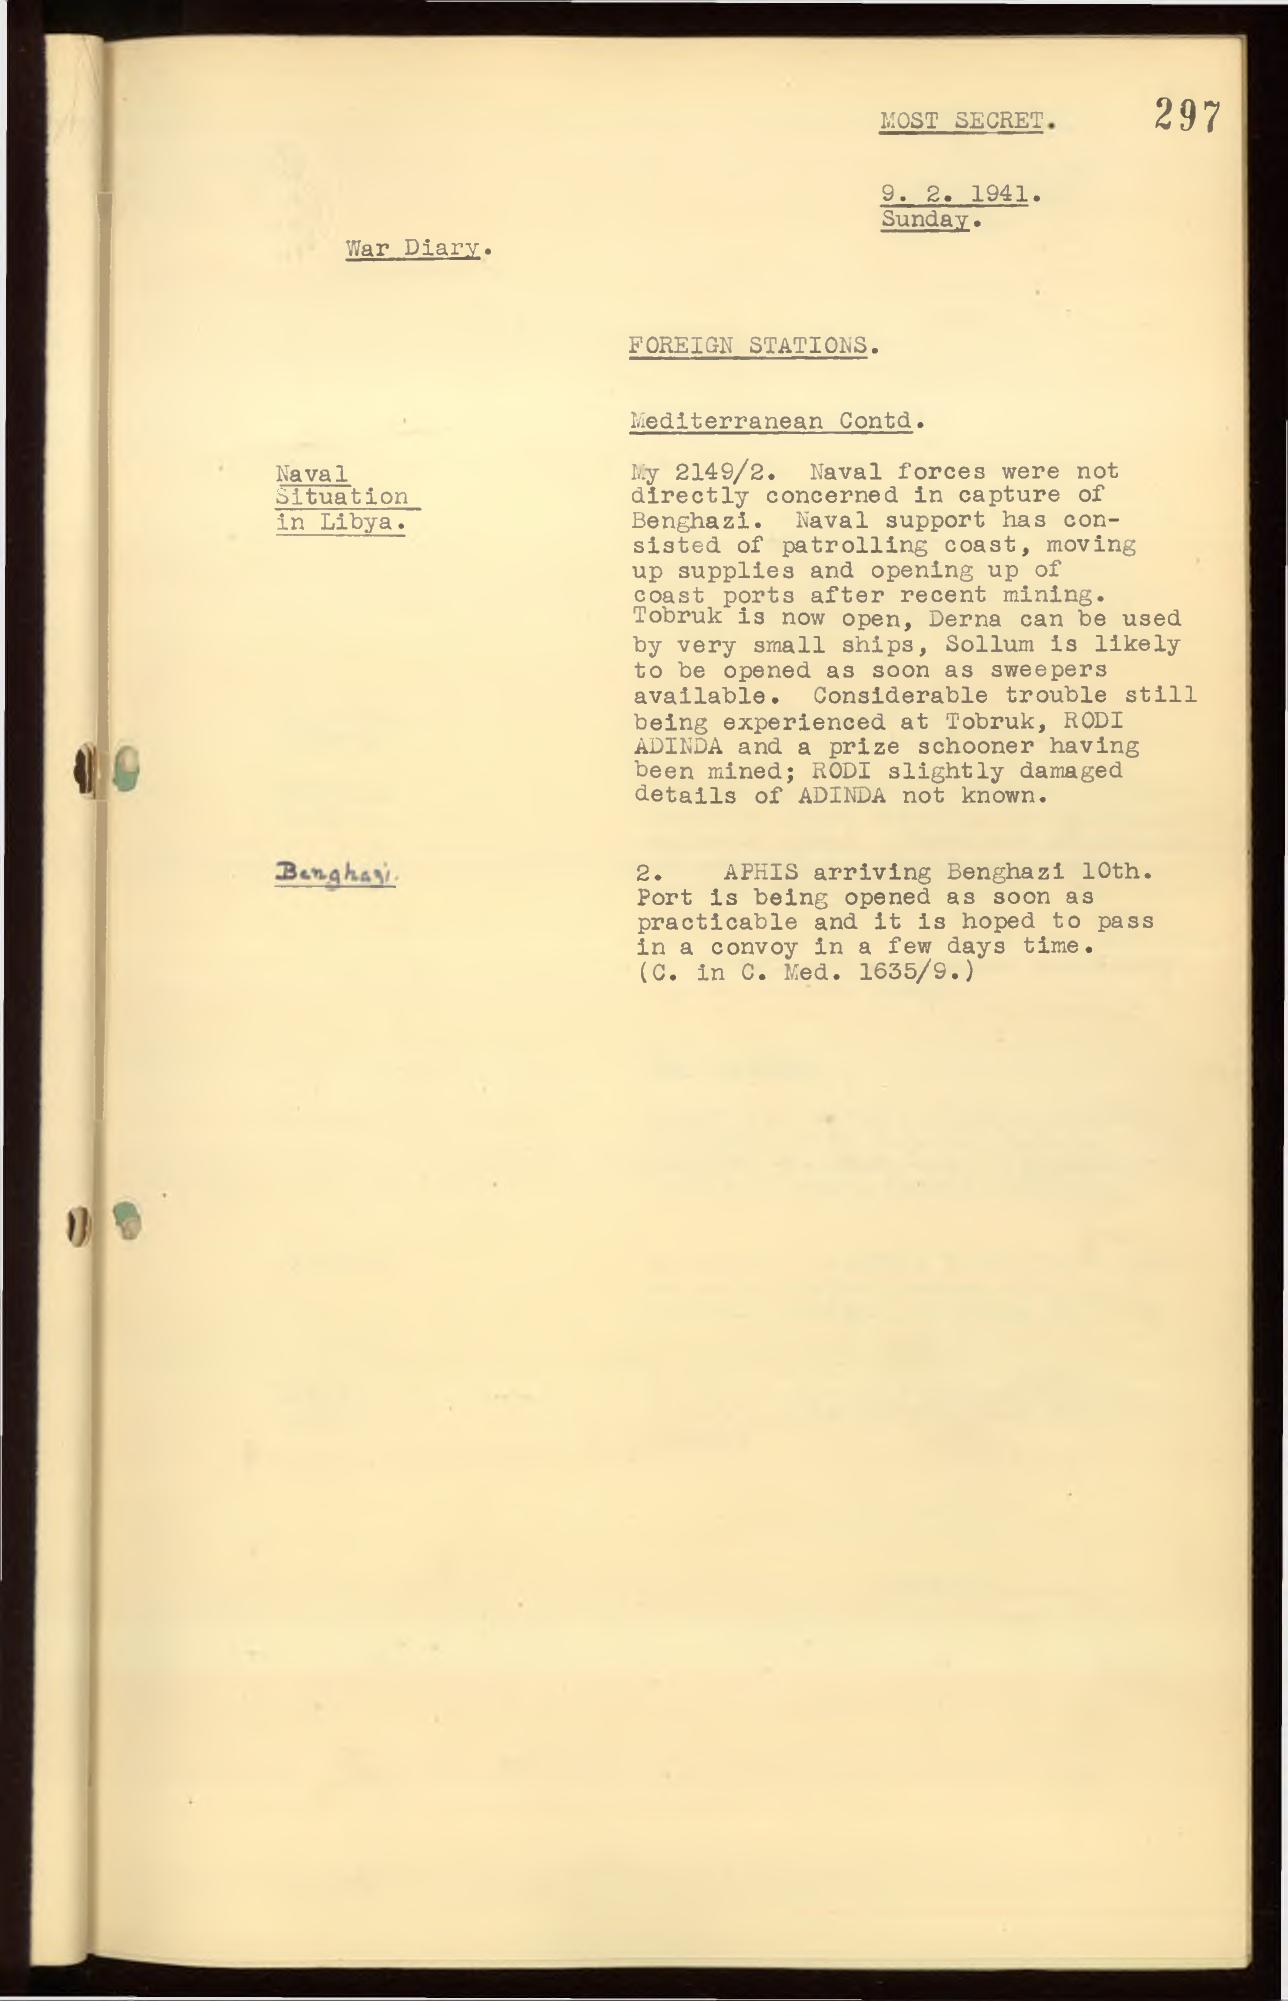 297
MOST SECRET.
9. 2. 1941.
Sunday.
War Diary.
FOREIGN STATIONS.
Mediterranean Contd.
Naval
Situation
in Libya.
My 2149/2. Naval forces were not
directly concerned in capture of
Benghazi. Naval support has con-
sisted of patrolling coast, moving
up supplies and opening up of
coast ports after recent mining.
Tobruk is now open, Derna can be used
by very small ships, Sollum is likely
to be opened as soon as sweepers
available. Considerable trouble still
being experienced at Tobruk, RODI
ADINDA and a prize schooner having
been mined; RODI slightly damaged
details of ADINDA not known.
Benghazi.
2. APHIS arriving Benghazi 10th.
Port is being opened as soon as
practicable and it is hoped to pass
in a convoy in a few days time.
(C. in C. Med. 1635/9.)